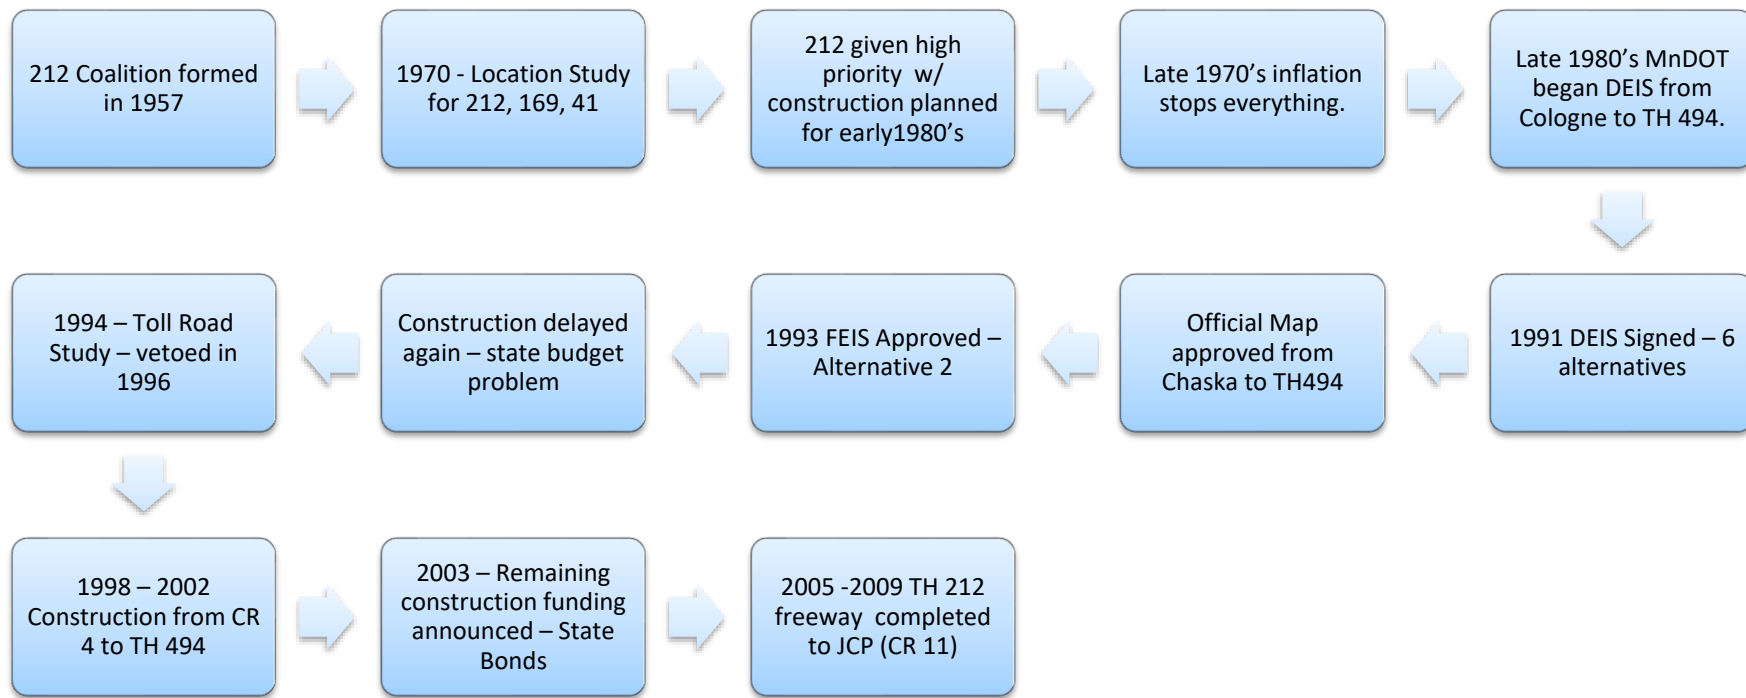 212 Coalition formed
in 1957
1970 - Location Study
for 212, 169, 41
212 given high
priority  w/
construction planned
for early1980’s
Late 1970’s inflation
stops everything.
Late 1980’s MnDOT
began DEIS from
Cologne to TH 494.
1991 DEIS Signed – 6
alternatives
Official Map
approved from
Chaska to TH494
1993 FEIS Approved –
Alternative 2
Construction delayed
again – state budget
problem
1994 – Toll Road
Study – vetoed in
1996
1998 – 2002
Construction from CR
4 to TH 494
2003 – Remaining
construction funding
announced – State
Bonds
2005 -2009 TH 212
freeway  completed
to JCP (CR 11)